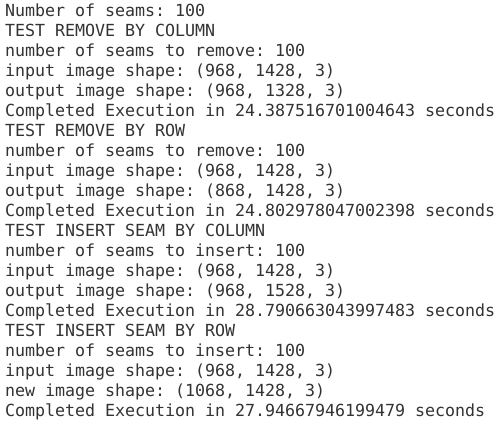 Number of seams: 100
TEST REMOVE BY COLUMN
number of seams to remove: 100
input image shape: (968, 1428, 3)
output image shape: (968, 1328, 3)
Completed Execution in 24.387516701004643 seconds
TEST REMOVE BY ROW
number of seams to remove: 100
input image shape: (968, 1428, 3)
output image shape: (868, 1428, 3)
Completed Execution in 24.802978047002398 seconds
TEST INSERT SEAM BY COLUMN
number of seams to insert: 100
input image shape: (968, 1428, 3)
output image shape: (968, 1528, 3)
Completed Execution in 28.790663043997483 seconds
TEST INSERT SEAM BY ROW
number of seams to insert: 100
input image shape: (968, 1428, 3)
new image shape: (1068, 1428, 3)
Completed Execution in 27.94667946199479 seconds